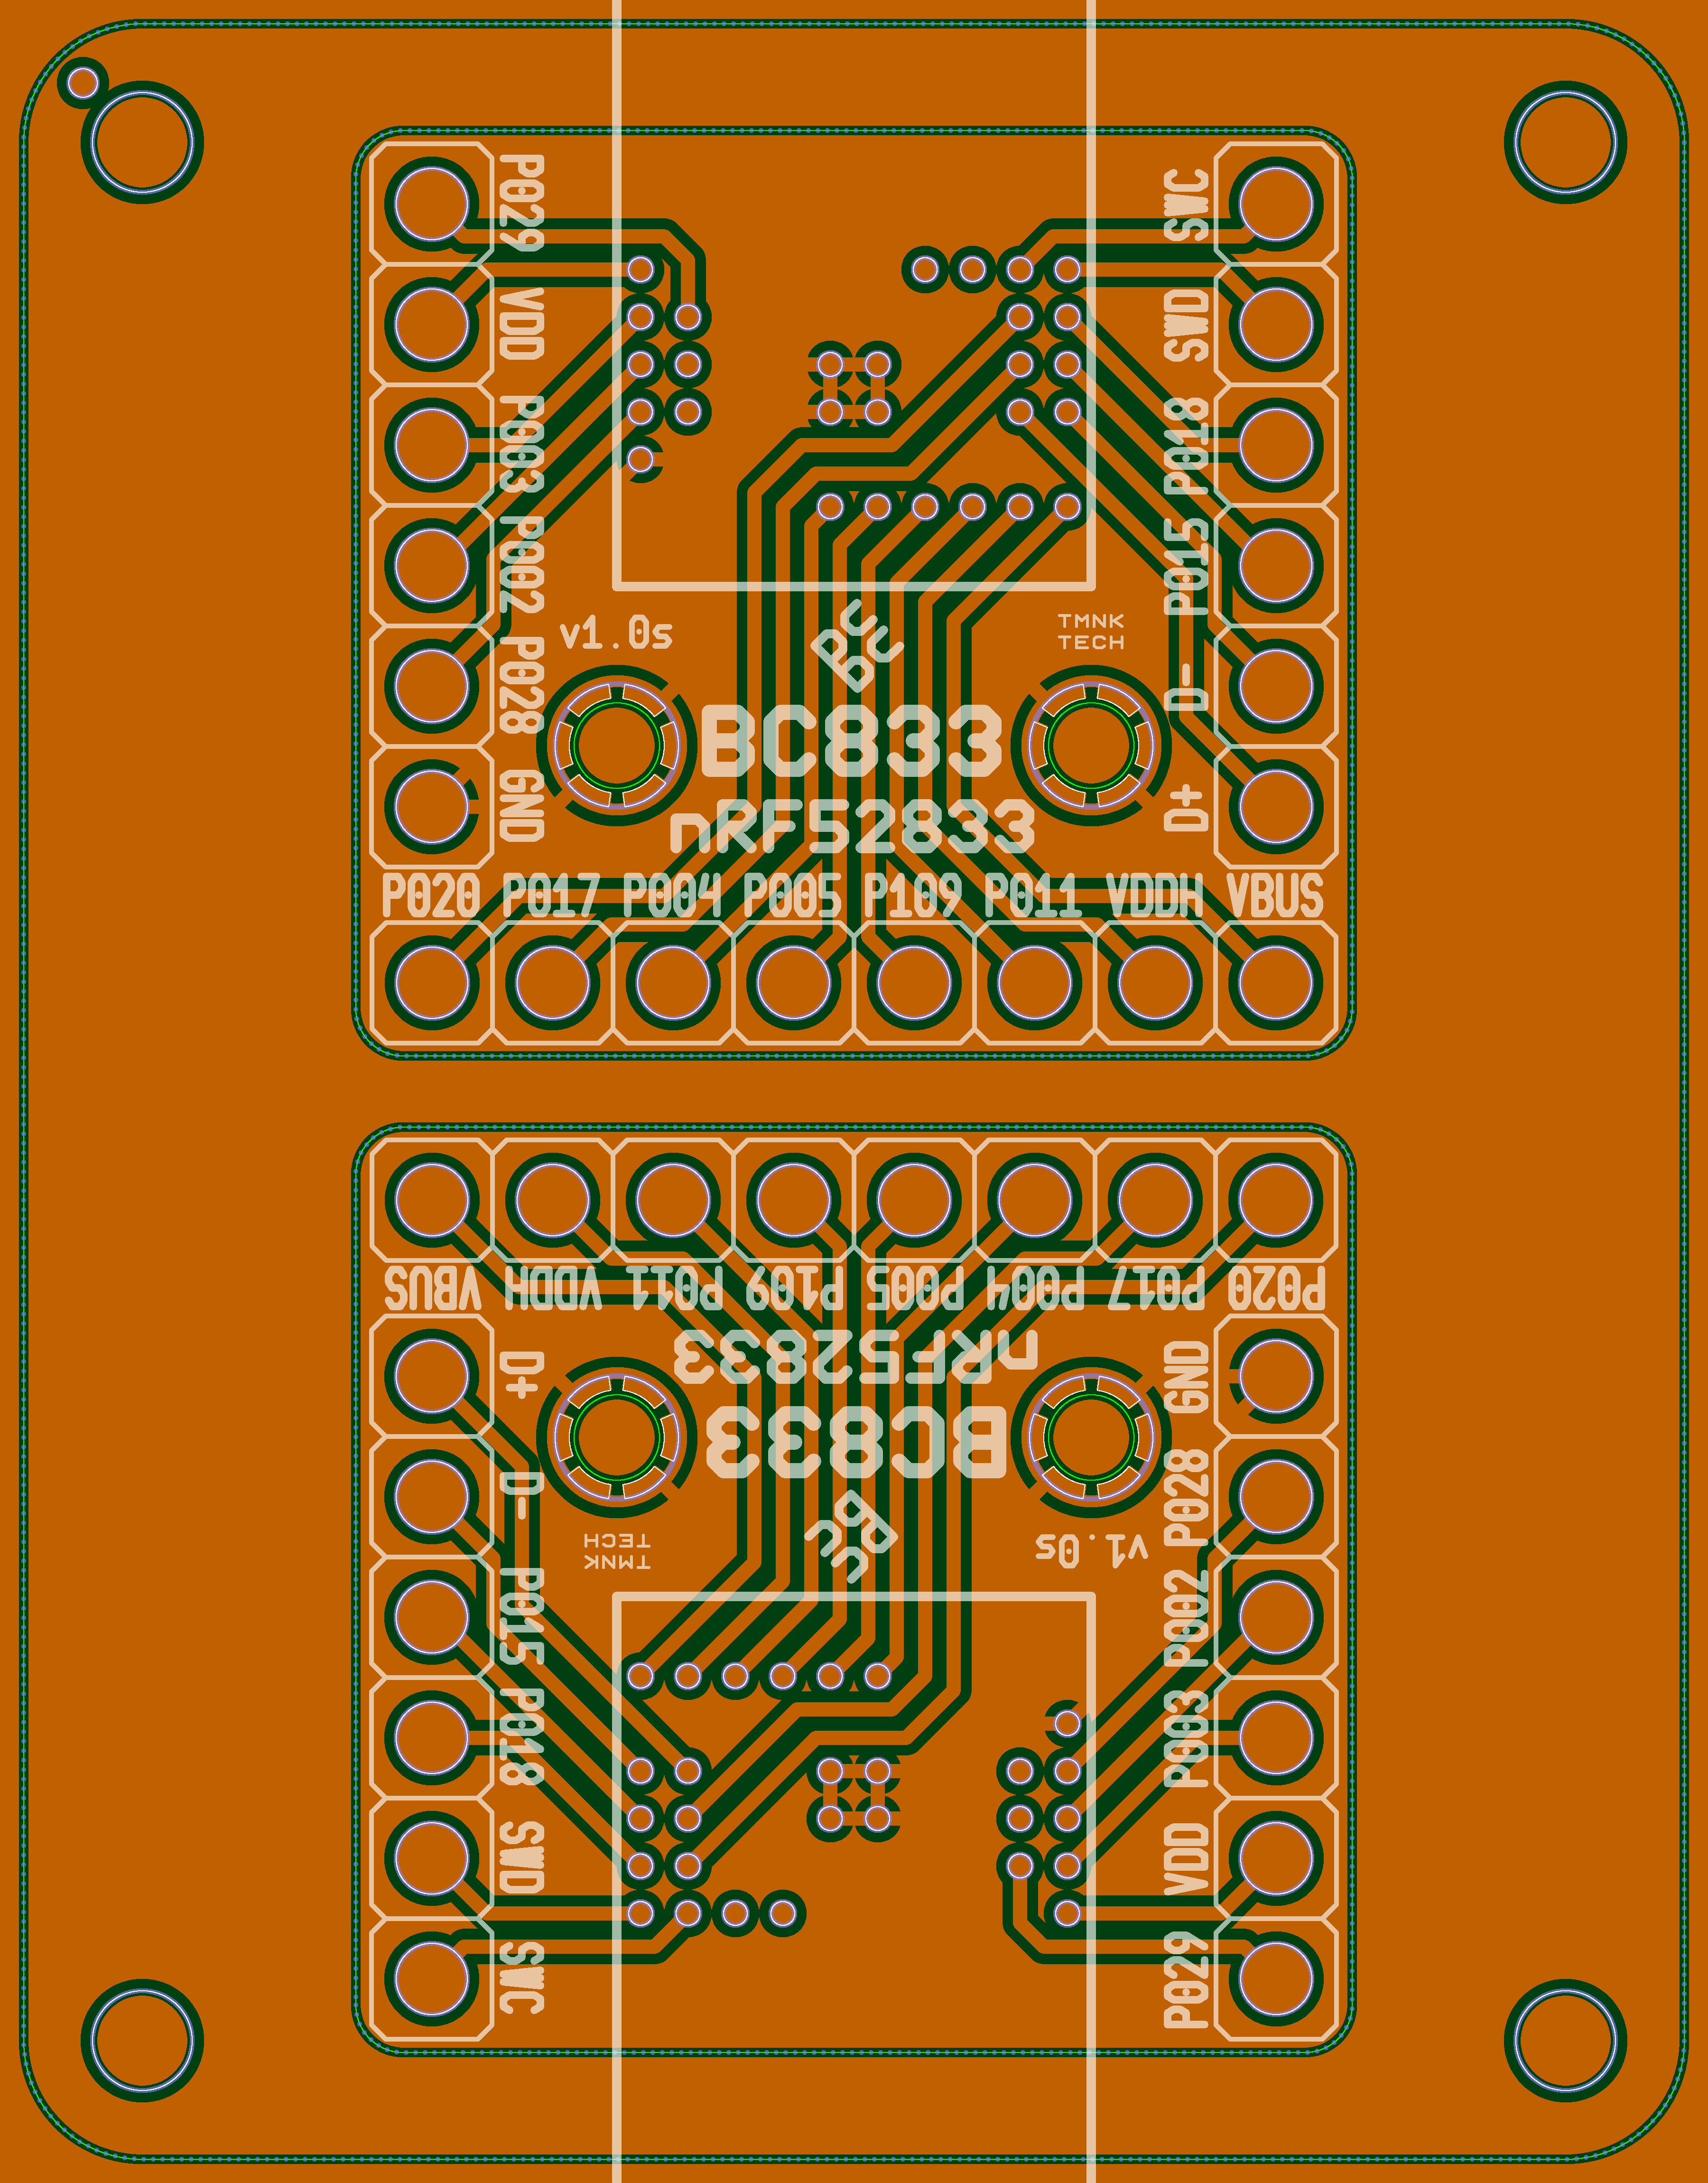 P029
SWC
VDD
SWD
P003
P018
P002
P015
v1.0s
TMNK
TECH
P028
D-
BC833
GND
D+
nRF52833
P020 P017 P004 P005 P109 P011 VDDH VBUS
VBUS VDDH P011 P109 P005 P004 P017 P020
nRF52833
D+
GND
BC833
D-
P028
TMNK
TECH
v1.0s
P015
P002
P018
P003
SWD
VDD
SWC
P029